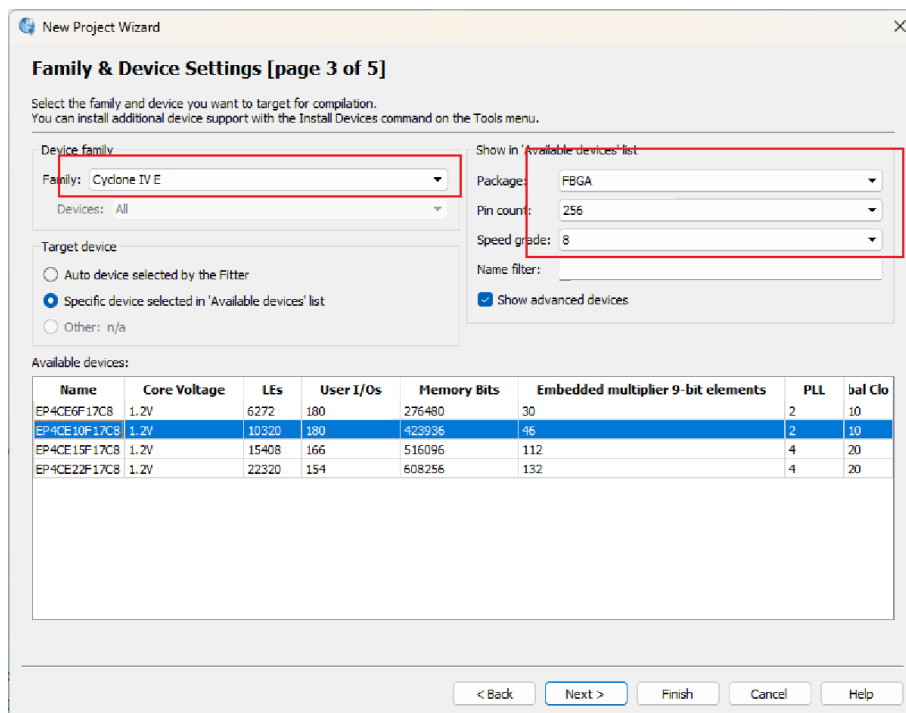 New Project Wizard
Family & Device Settings [page 3 of 5]
Select the family and device you want to target for compilation.
You can install additional device support with the Install Devices command on the Tools menu.
Device family
Family: Cyclone IV E
Devices: All
Target device
Auto device selected by the Fitter
Specific device selected in 'Available devices' list
Other: n/a
Show in 'Available devices' list
Package: FBGA
Pin count: 256
Speed grade: 8
Name filter:
Show advanced devices
Available devices:
Name Core Voltage LEs User I/Os Memory Bits Embedded multiplier 9-bit elements PLL bal Clo
EP4CE6F17C8 1.2V 6272 180 276480 30 2 10
EP4CE10F17C8 1.2V 10320 180 423936 46 2 10
EP4CE15F17C8 1.2V 15408 166 516096 112 4 20
EP4CE22F17C8 1.2V 22320 154 608256 132 4 20
< Back Next > Finish Cancel Help